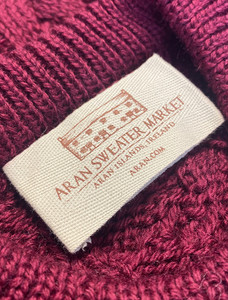 ARAN SWEATER MARKET
ARAN ISLANDS, IRELAND
ARAN.COM